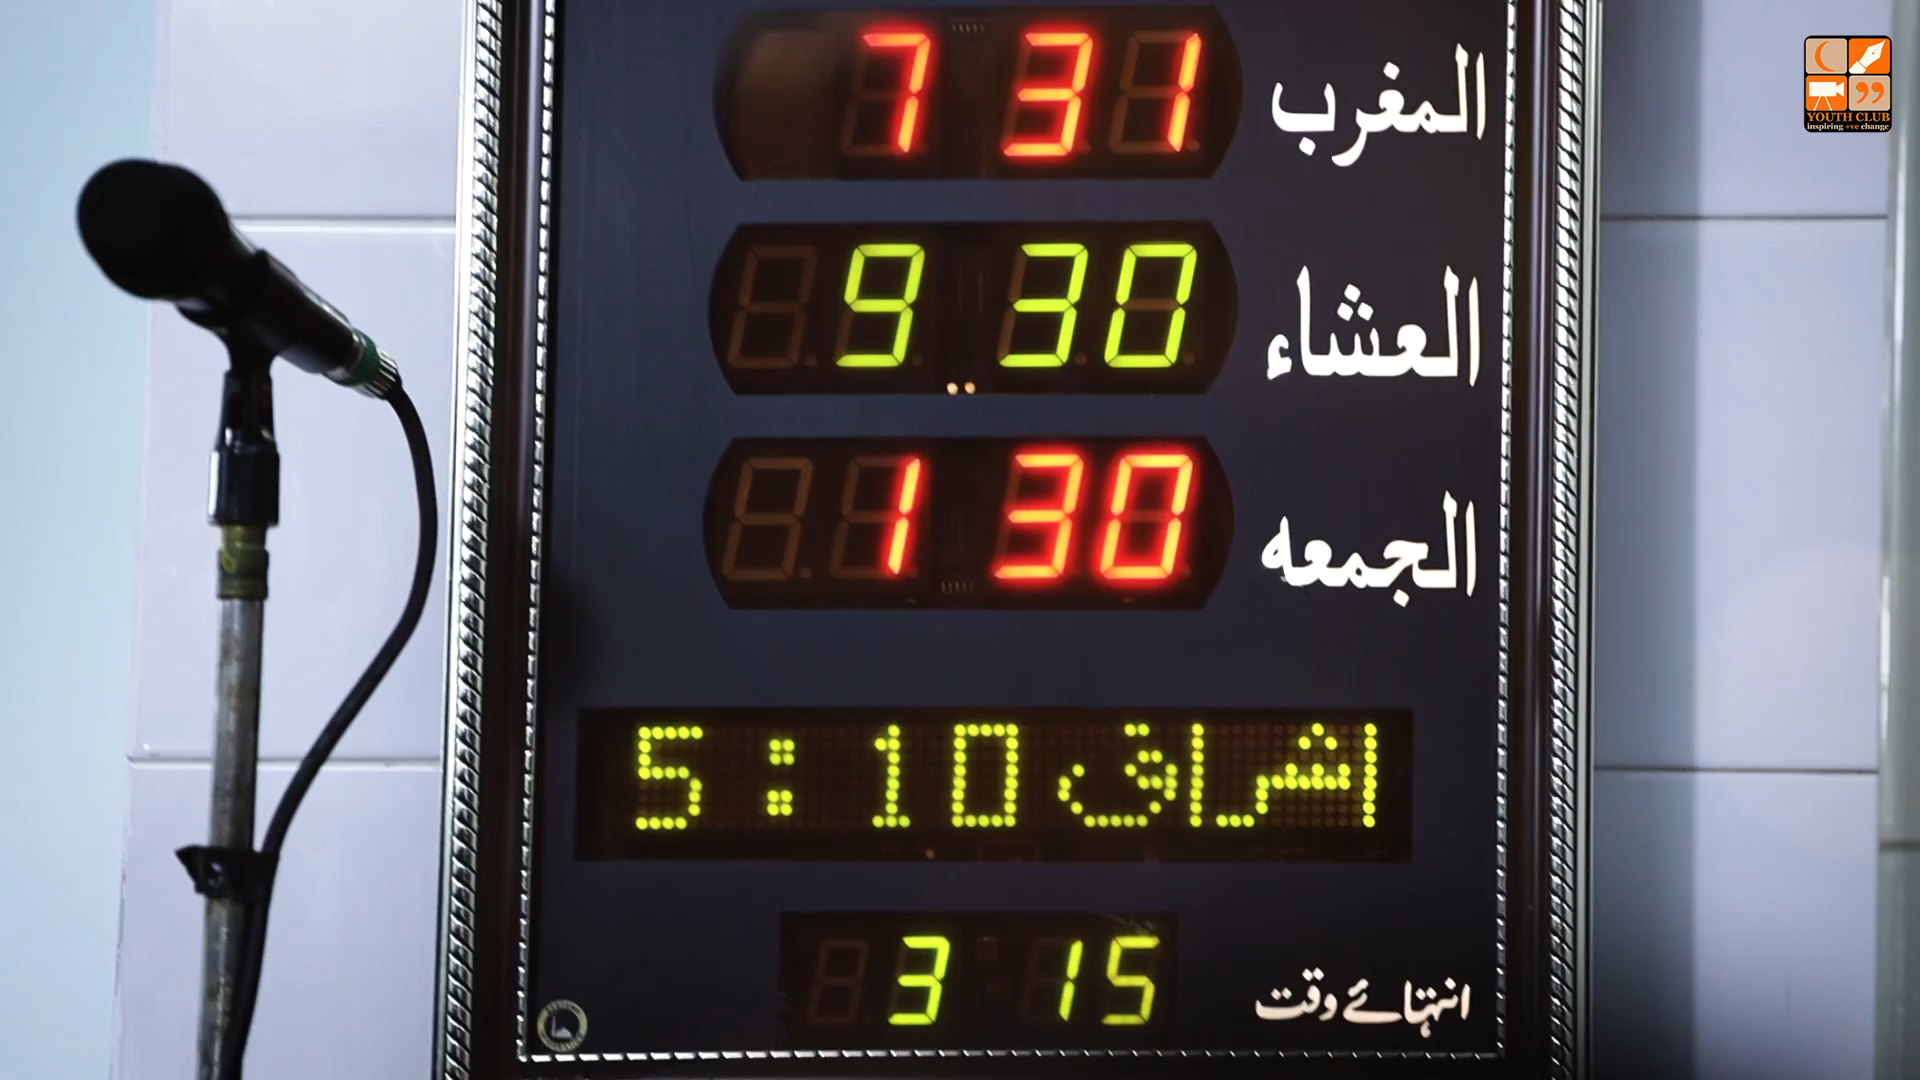 7 31 المغرب
9 30 العشاء
1 30 الجمعه
5:10 اشراق
3 15 انتہائے وقت
YOUTH CLUB
inspiring +ve change